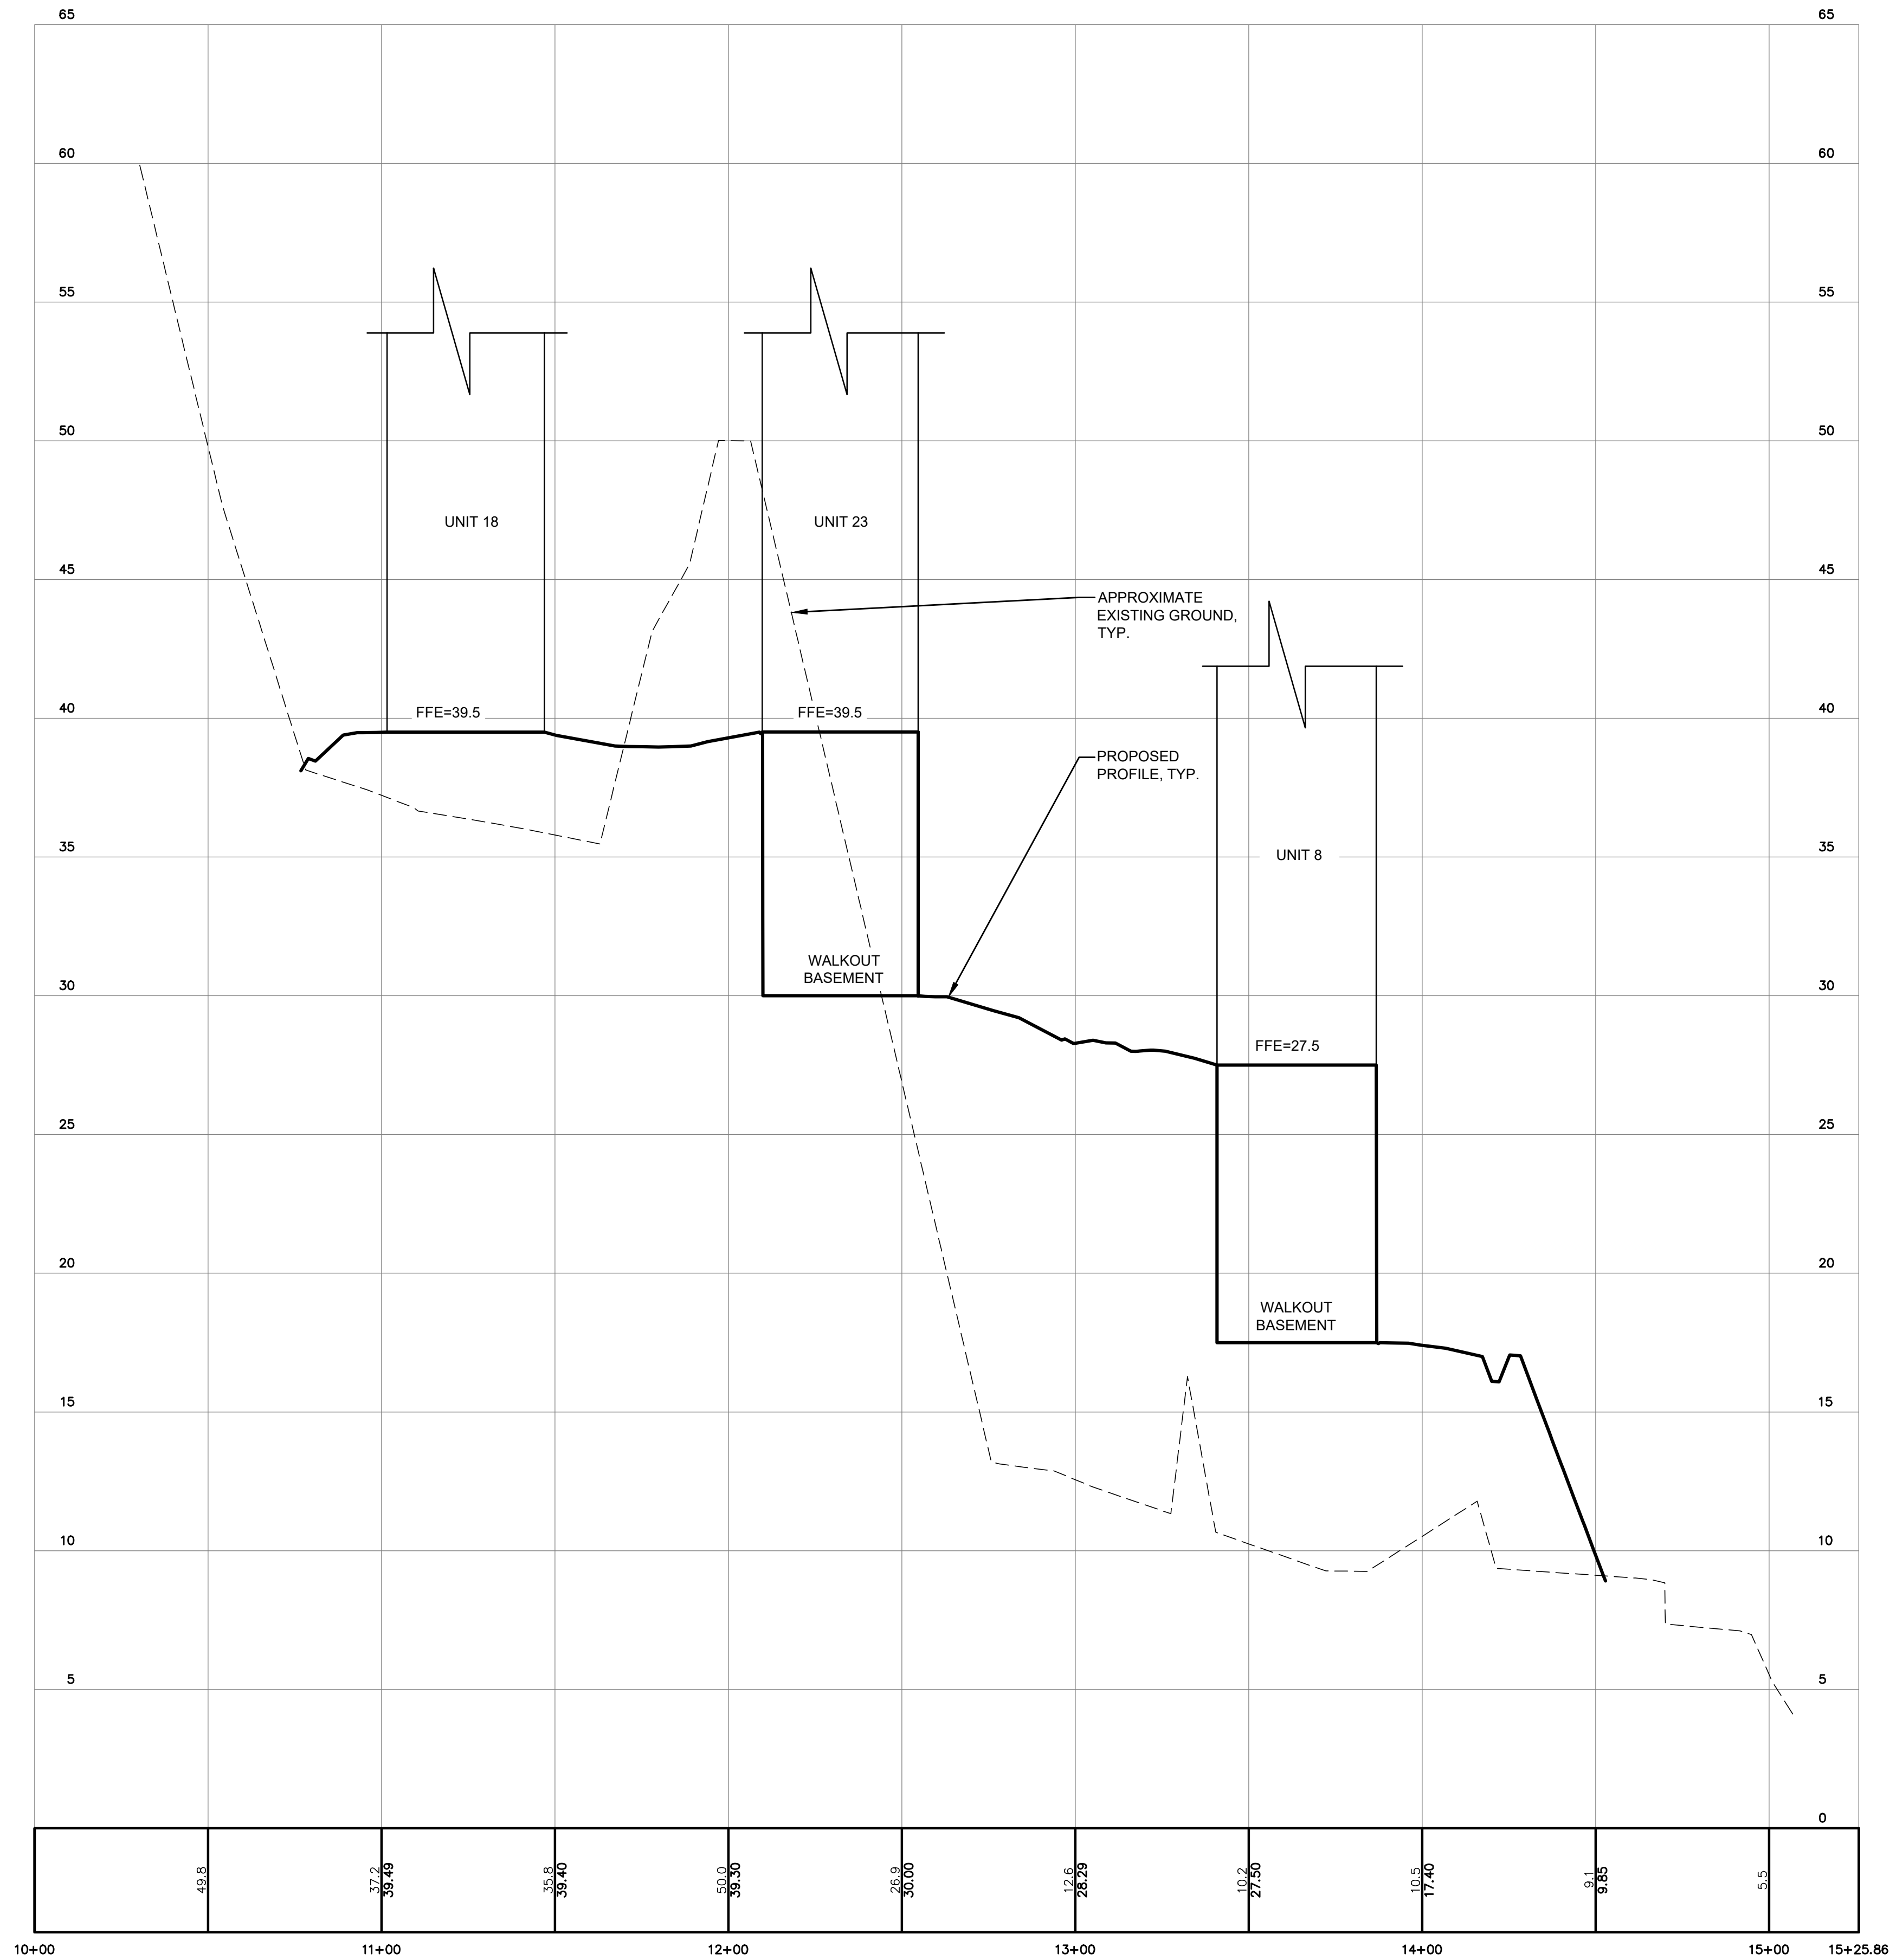 65 65
60 60
55 55
50 50
UNIT 18 UNIT 23
45 45
APPROXIMATE
EXISTING GROUND,
TYP.
FFE=39.5 FFE=39.5
40 40
PROPOSED
PROFILE, TYP.
35 35
UNIT 8
WALKOUT
BASEMENT
30 30
FFE=27.5
25 25
20 20
WALKOUT
BASEMENT
15 15
10 10
5 5
0
49.8
37.2
39.49
35.8
39.40
50.0
39.30
26.9
30.00
12.6
28.29
10.2
27.50
10.5
17.40
9.1
9.85
5.5
10+00 11+00 12+00 13+00 14+00 15+00 15+25.86